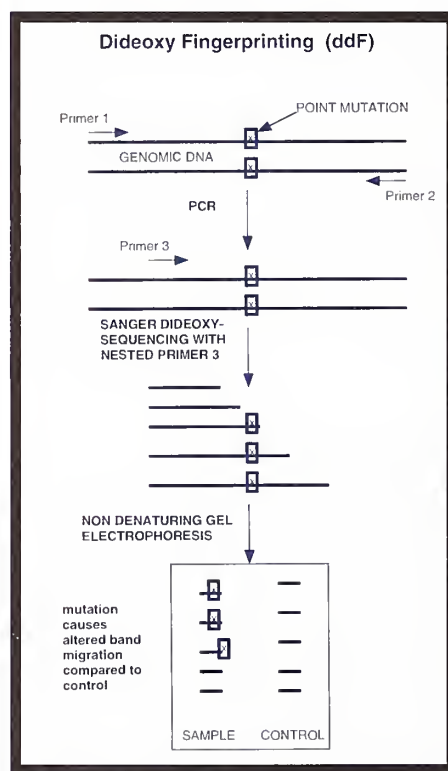 Dideoxy Fingerprinting (ddF)
POINT MUTATION
Primer 1
GENOMIC DNA
Primer 2
PCR
Primer 3
SANGER DIDEOXY-
SEQUENCING WITH
NESTED PRIMER 3
NON DENATURING GEL
ELECTROPHORESIS
mutation
causes
altered band
migration
compared to
control
SAMPLE CONTROL